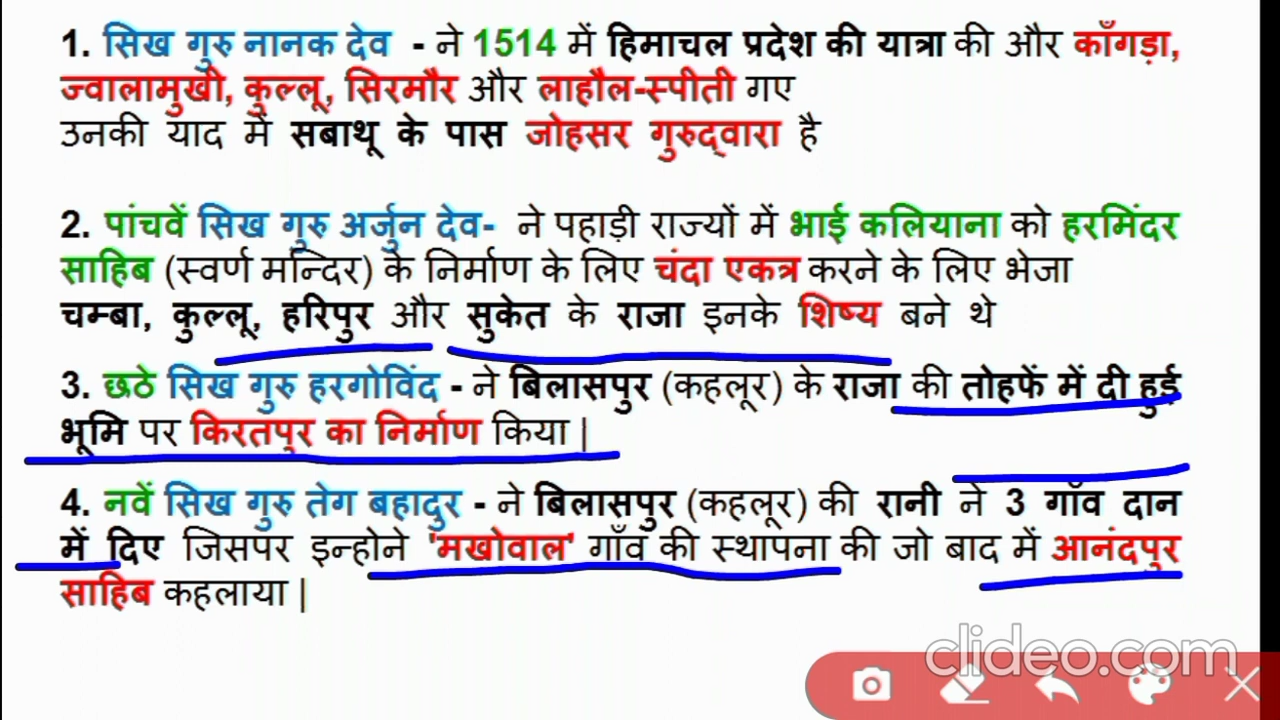 1. सिख गुरु नानक देव - ने 1514 में हिमाचल प्रदेश की यात्रा की और काँगड़ा,
ज्वालामुखी, कुल्लू, सिरमौर और लाहौल-स्पीती गए
उनकी याद में सबाथू के पास जोहसर गुरुद्वारा है
2. पांचवें सिख गुरु अर्जुन देव- ने पहाड़ी राज्यों में भाई कलियाना को हरमिंदर
साहिब (स्वर्ण मन्दिर) के निर्माण के लिए चंदा एकत्र करने के लिए भेजा
चम्बा, कुल्लू, हरिपुर और सुकेत के राजा इनके शिष्य बने थे
3. छठे सिख गुरु हरगोविंद - ने बिलासपुर (कहलूर) के राजा की तोहफें में दी हुई
भूमि पर किरतपुर का निर्माण किया |
4. नवें सिख गुरु तेग बहादुर - ने बिलासपुर (कहलूर) की रानी ने 3 गाँव दान
में दिए जिसपर इन्होने 'मखोवाल' गाँव की स्थापना की जो बाद में आनंदपुर
साहिब कहलाया |
clideo.com